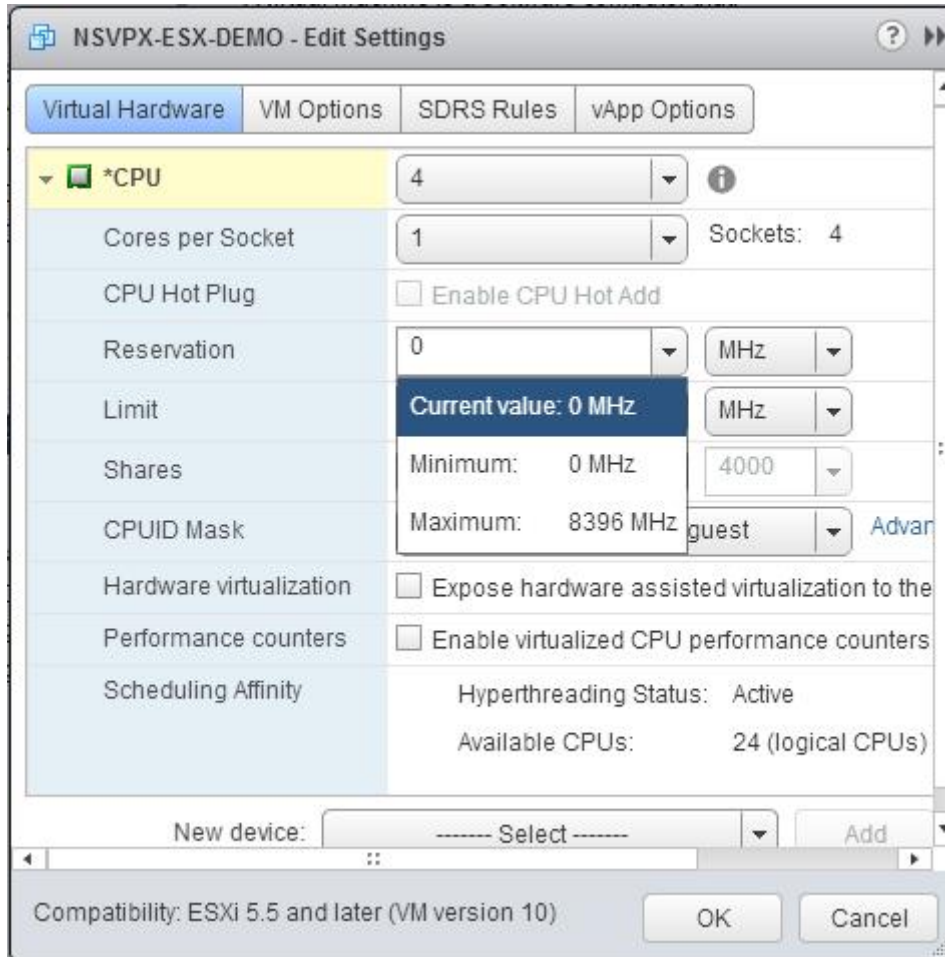 NSVPX-ESX-DEMO - Edit Settings ?
Virtual Hardware VM Options SDRS Rules vApp Options
*CPU 4
Cores per Socket 1 Sockets: 4
CPU Hot Plug Enable CPU Hot Add
Reservation 0 MHz
Current value: 0 MHz
Limit MHz
Minimum: 0 MHz
Shares 4000
Maximum: 8396 MHz
CPUID Mask guest Advan
Hardware virtualization Expose hardware assisted virtualization to the
Performance counters Enable virtualized CPU performance counters
Scheduling Affinity Hyperthreading Status: Active
Available CPUs: 24 (logical CPUs)
New device: ------- Select ------- Add
Compatibility: ESXi 5.5 and later (VM version 10) OK Cancel